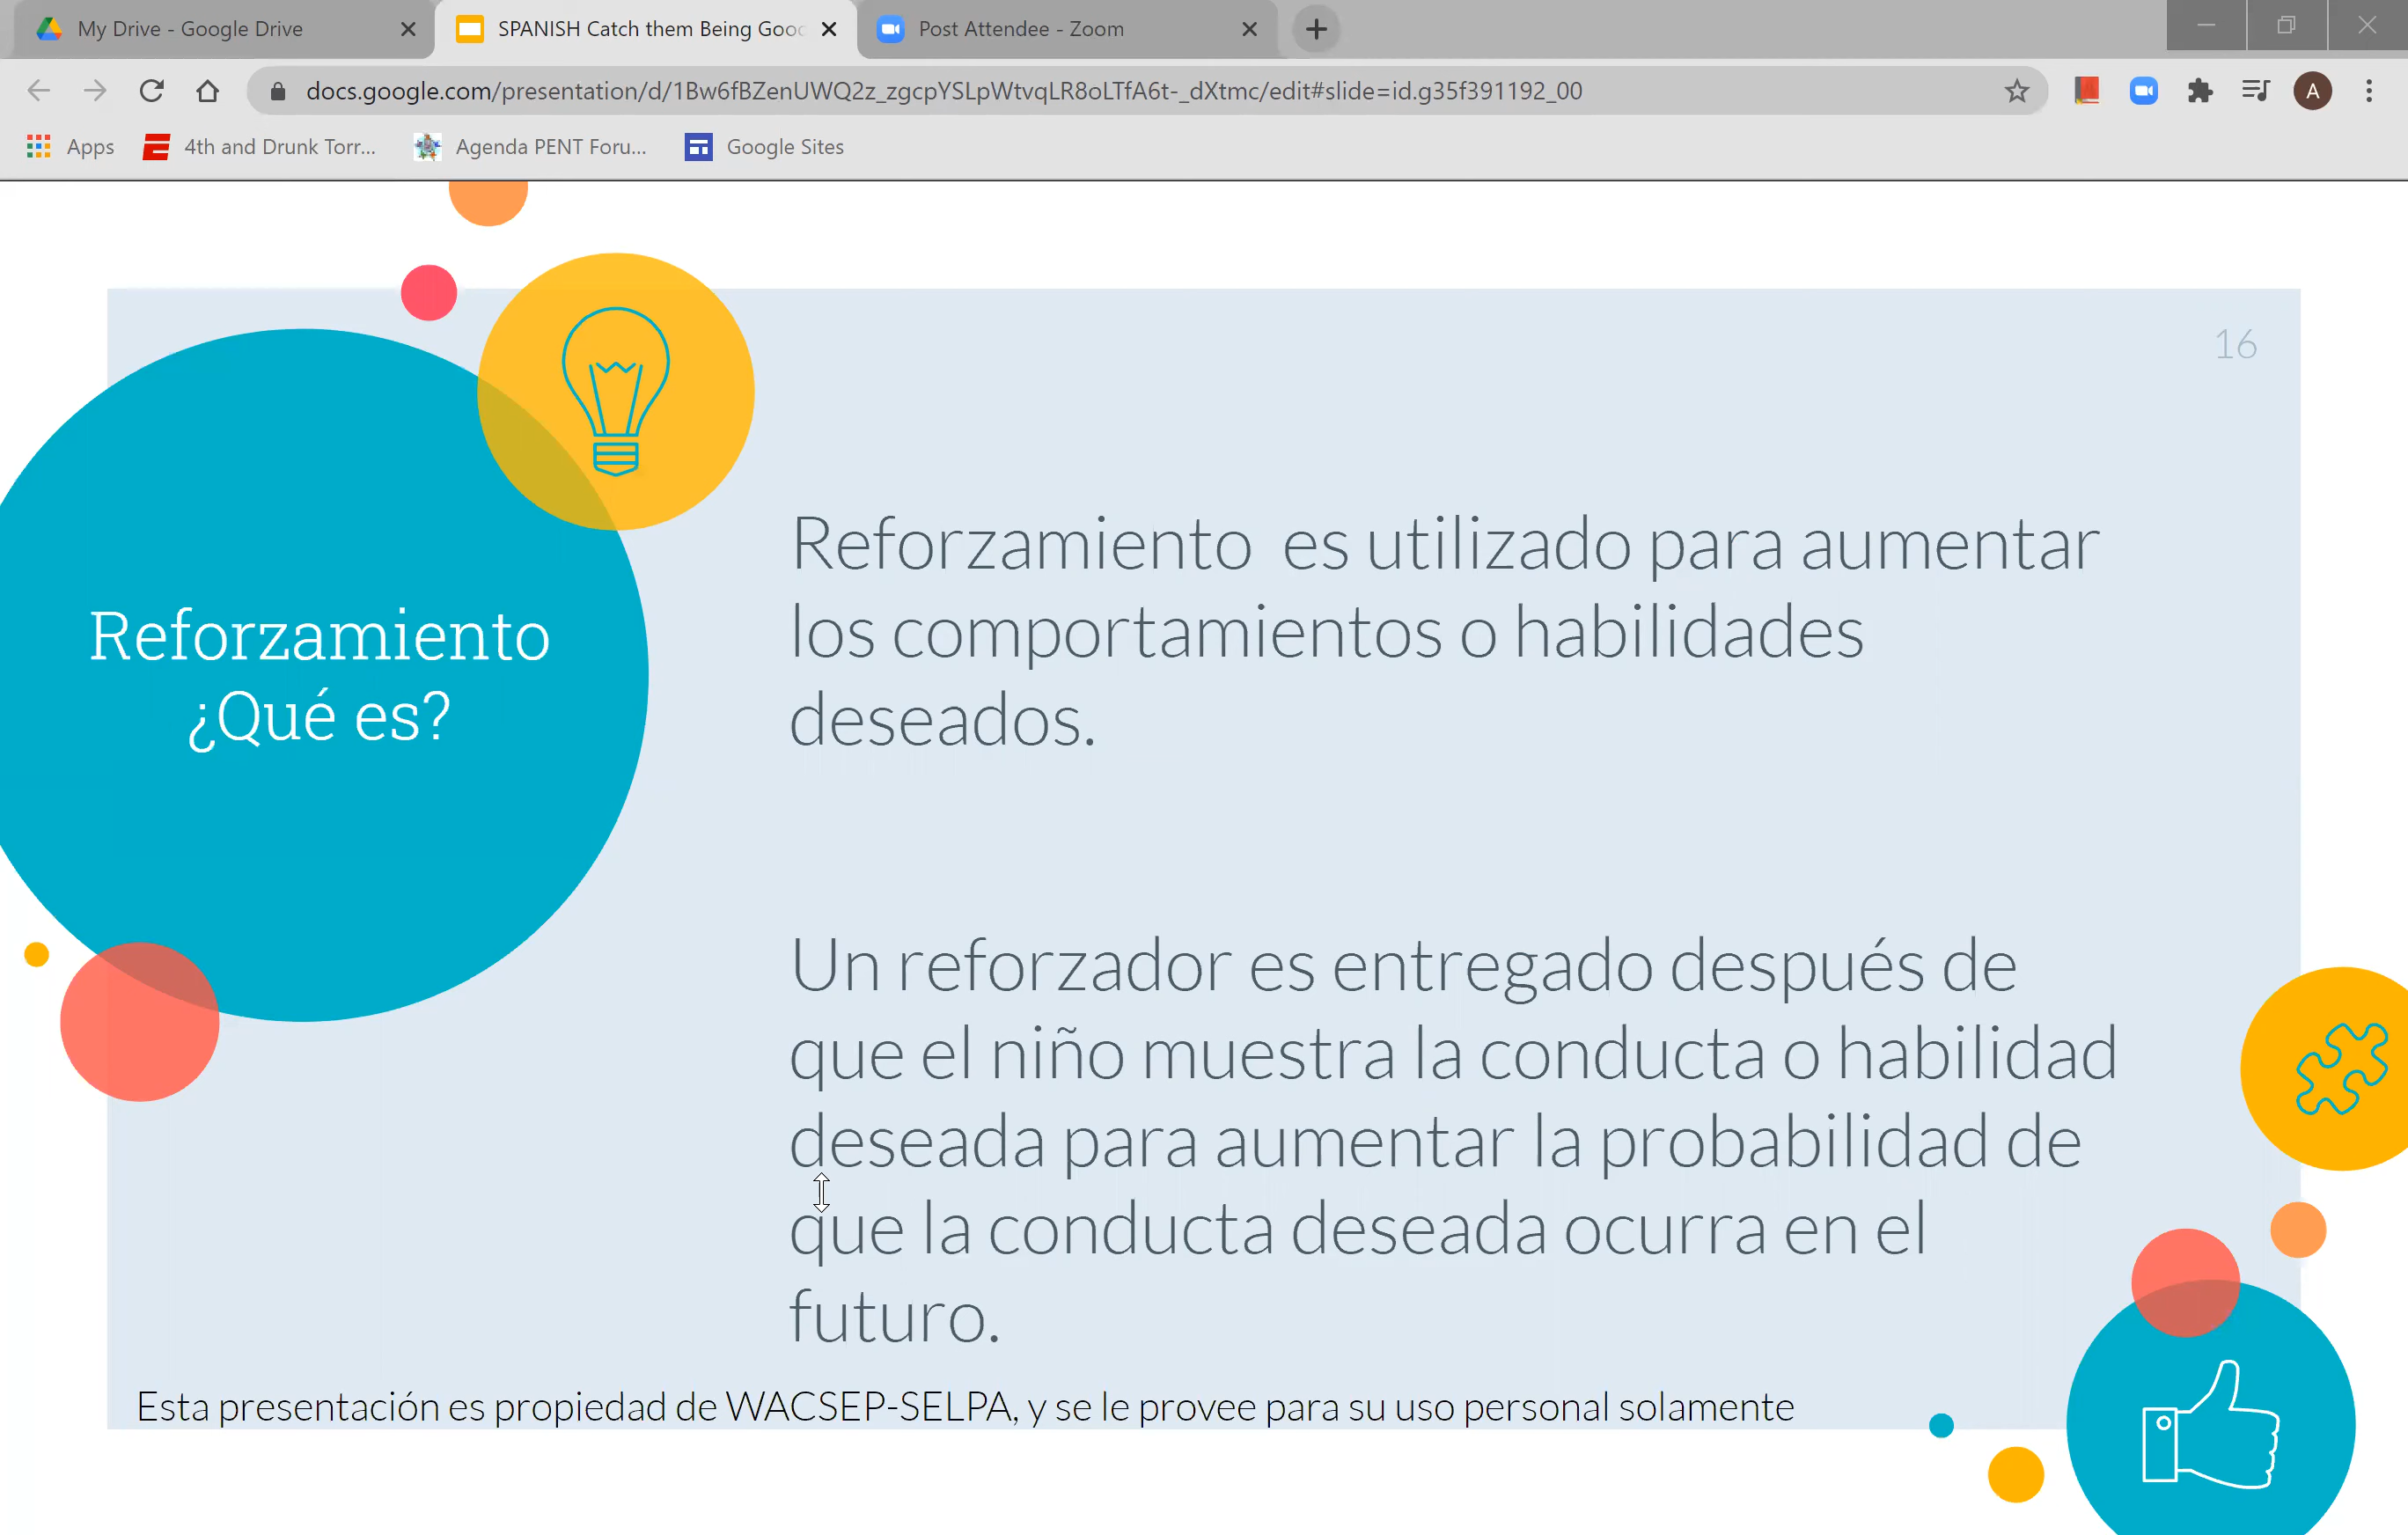 My Drive - Google Drive
SPANISH Catch them Being Good
Post Attendee - Zoom
docs.google.com/presentation/d/1Bw6fBZenUWQ2z_zgcpYSLpWtvqLR8oLTfA6t-_dXtmc/edit#slide=id.g35f391192_00
A
Apps
4th and Drunk Torr...
Agenda PENT Foru...
Google Sites
16
Reforzamiento
¿Qué es?
Reforzamiento  es utilizado para aumentar
los comportamientos o habilidades
deseados.
Un reforzador es entregado después de
que el niño muestra la conducta o habilidad
deseada para aumentar la probabilidad de
que la conducta deseada ocurra en el
futuro.
Esta presentación es propiedad de WACSEP-SELPA, y se le provee para su uso personal solamente